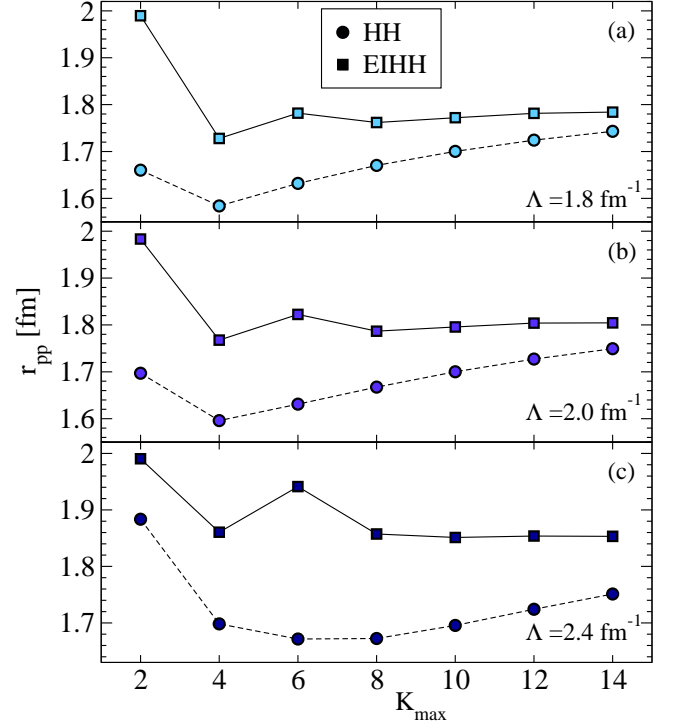 HH
EIHH
(a)
2
1.9
1.8
1.7
1.6
Λ =1.8 fm⁻¹
(b)
2
1.9
1.8
1.7
1.6
Λ =2.0 fm⁻¹
r_pp [fm]
(c)
2
1.9
1.8
1.7
Λ =2.4 fm⁻¹
2 4 6 8 10 12 14
K_max